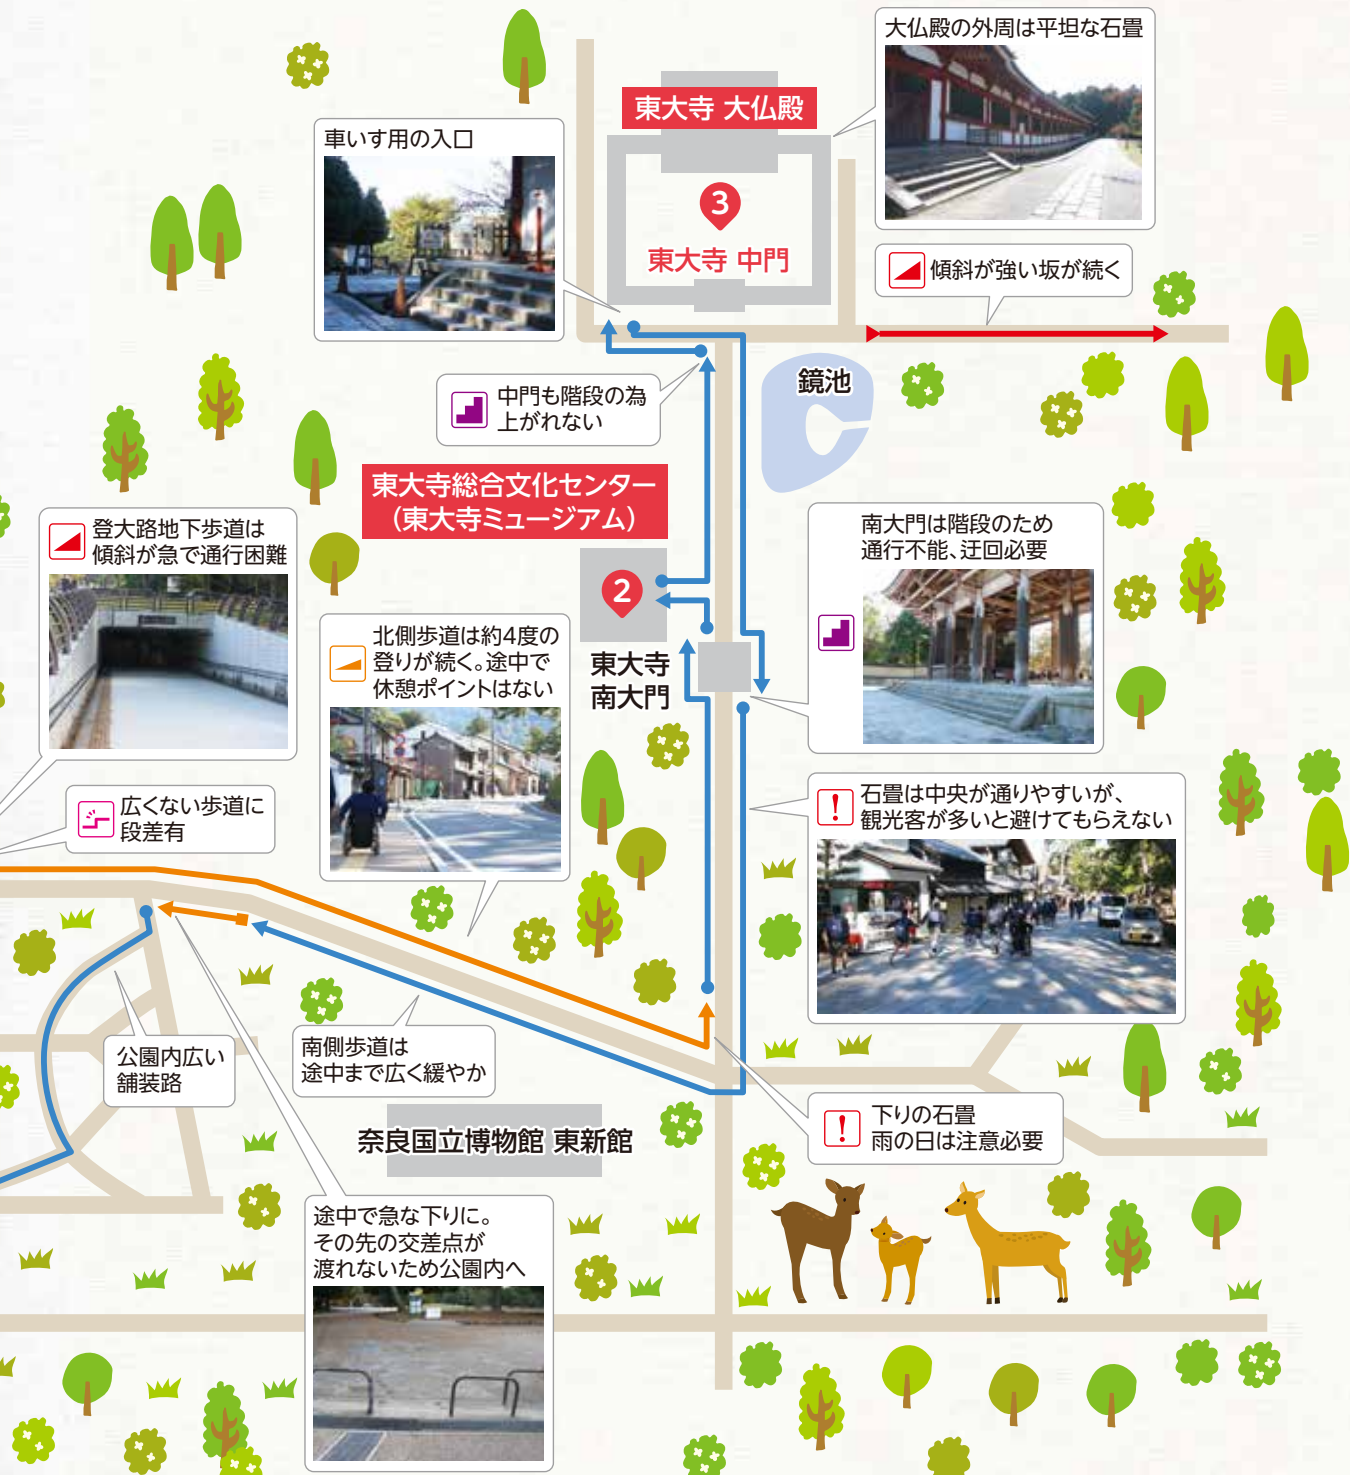 大仏殿の外周は平坦な石畳
東大寺 大仏殿
車いす用の入口
3
東大寺 中門
傾斜が強い坂が続く
鏡池
中門も階段の為
上がれない
東大寺総合文化センター
(東大寺ミュージアム)
登大路地下歩道は
傾斜が急で通行困難
南大門は階段のため
通行不能、迂回必要
2
北側歩道は約4度の
登りが続く。途中で
休憩ポイントはない
東大寺
南大門
広くない歩道に
段差有
石畳は中央が通りやすいが、
観光客が多いと避けてもらえない
公園内広い
舗装路
南側歩道は
途中まで広く緩やか
下りの石畳
雨の日は注意必要
奈良国立博物館 東新館
途中で急な下りに。
その先の交差点が
渡れないため公園内へ